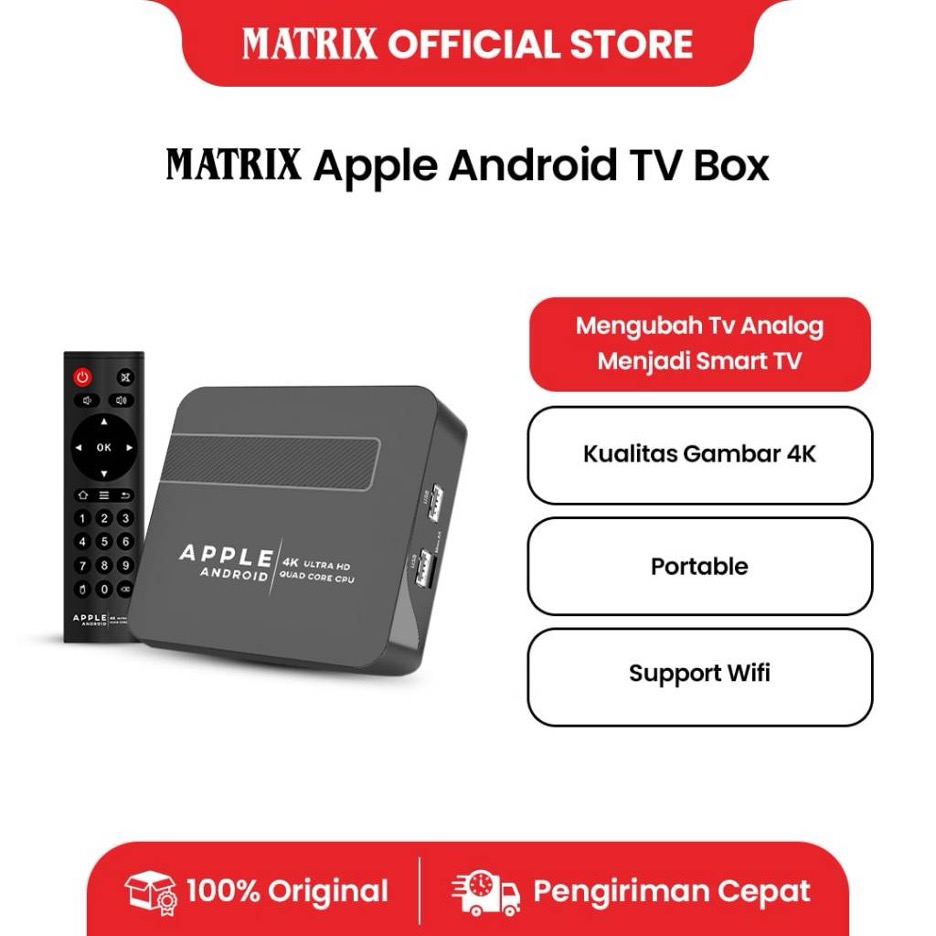 MATRIX OFFICIAL STORE
MATRIX Apple Android TV Box
Mengubah Tv Analog
Menjadi Smart TV
Kualitas Gambar 4K
Portable
Support Wifi
OK
1 2 3
4 5 6
7 8 9
0
APPLE
ANDROID
USB
USB
APPLE
ANDROID
4K ULTRA HD
QUAD CORE CPU
100% Original
Pengiriman Cepat